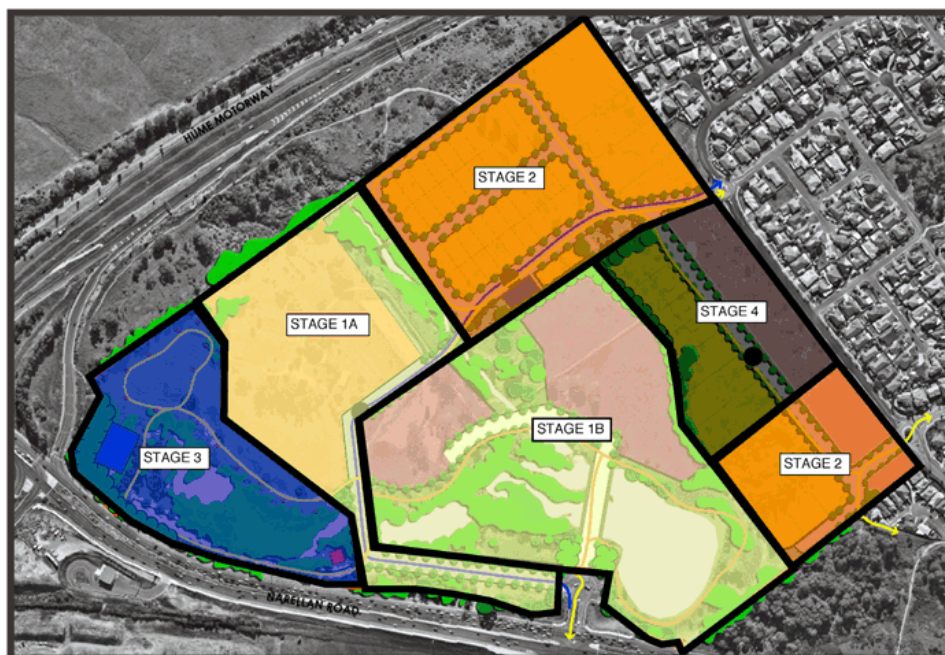 HUME MOTORWAY
STAGE 2
STAGE 4
STAGE 1A
STAGE 1B
STAGE 3
STAGE 2
NARELLAN ROAD